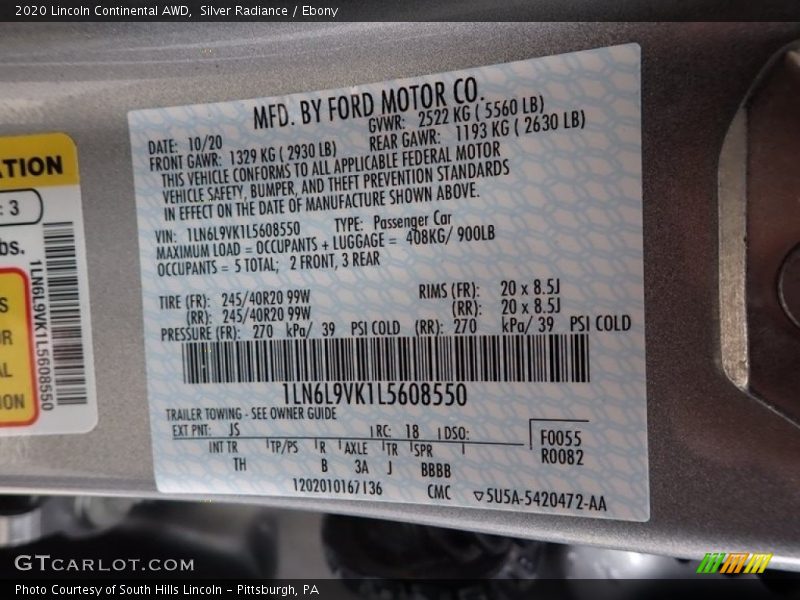 2020 Lincoln Continental AWD, Silver Radiance / Ebony
MFD. BY FORD MOTOR CO.
DATE: 10/20 GVWR: 2522 KG ( 5560 LB)
FRONT GAWR: 1329 KG ( 2930 LB) REAR GAWR: 1193 KG ( 2630 LB)
THIS VEHICLE CONFORMS TO ALL APPLICABLE FEDERAL MOTOR
VEHICLE SAFETY, BUMPER, AND THEFT PREVENTION STANDARDS
IN EFFECT ON THE DATE OF MANUFACTURE SHOWN ABOVE.
VIN: 1LN6L9VK1L5608550 TYPE: Passenger Car
MAXIMUM LOAD = OCCUPANTS + LUGGAGE = 408KG/ 900LB
OCCUPANTS = 5 TOTAL; 2 FRONT, 3 REAR
TIRE (FR): 245/40R20 99W RIMS (FR): 20 x 8.5J
(RR): 245/40R20 99W (RR): 20 x 8.5J
PRESSURE (FR): 270 kPa/ 39 PSI COLD (RR): 270 kPa/ 39 PSI COLD
1LN6L9VK1L5608550
TRAILER TOWING - SEE OWNER GUIDE
EXT PNT: JS RC: 18 DSO: F0055
INT TR TP/PS R AXLE TR SPR R0082
TH B 3A J BBBB
1202010167136 CMC ▽5U5A-5420472-AA
ATION
: 3
bs.
S
OR
AL
ION
1LN6L9VK1L5608550
GTCARLOT.COM
Photo Courtesy of South Hills Lincoln - Pittsburgh, PA